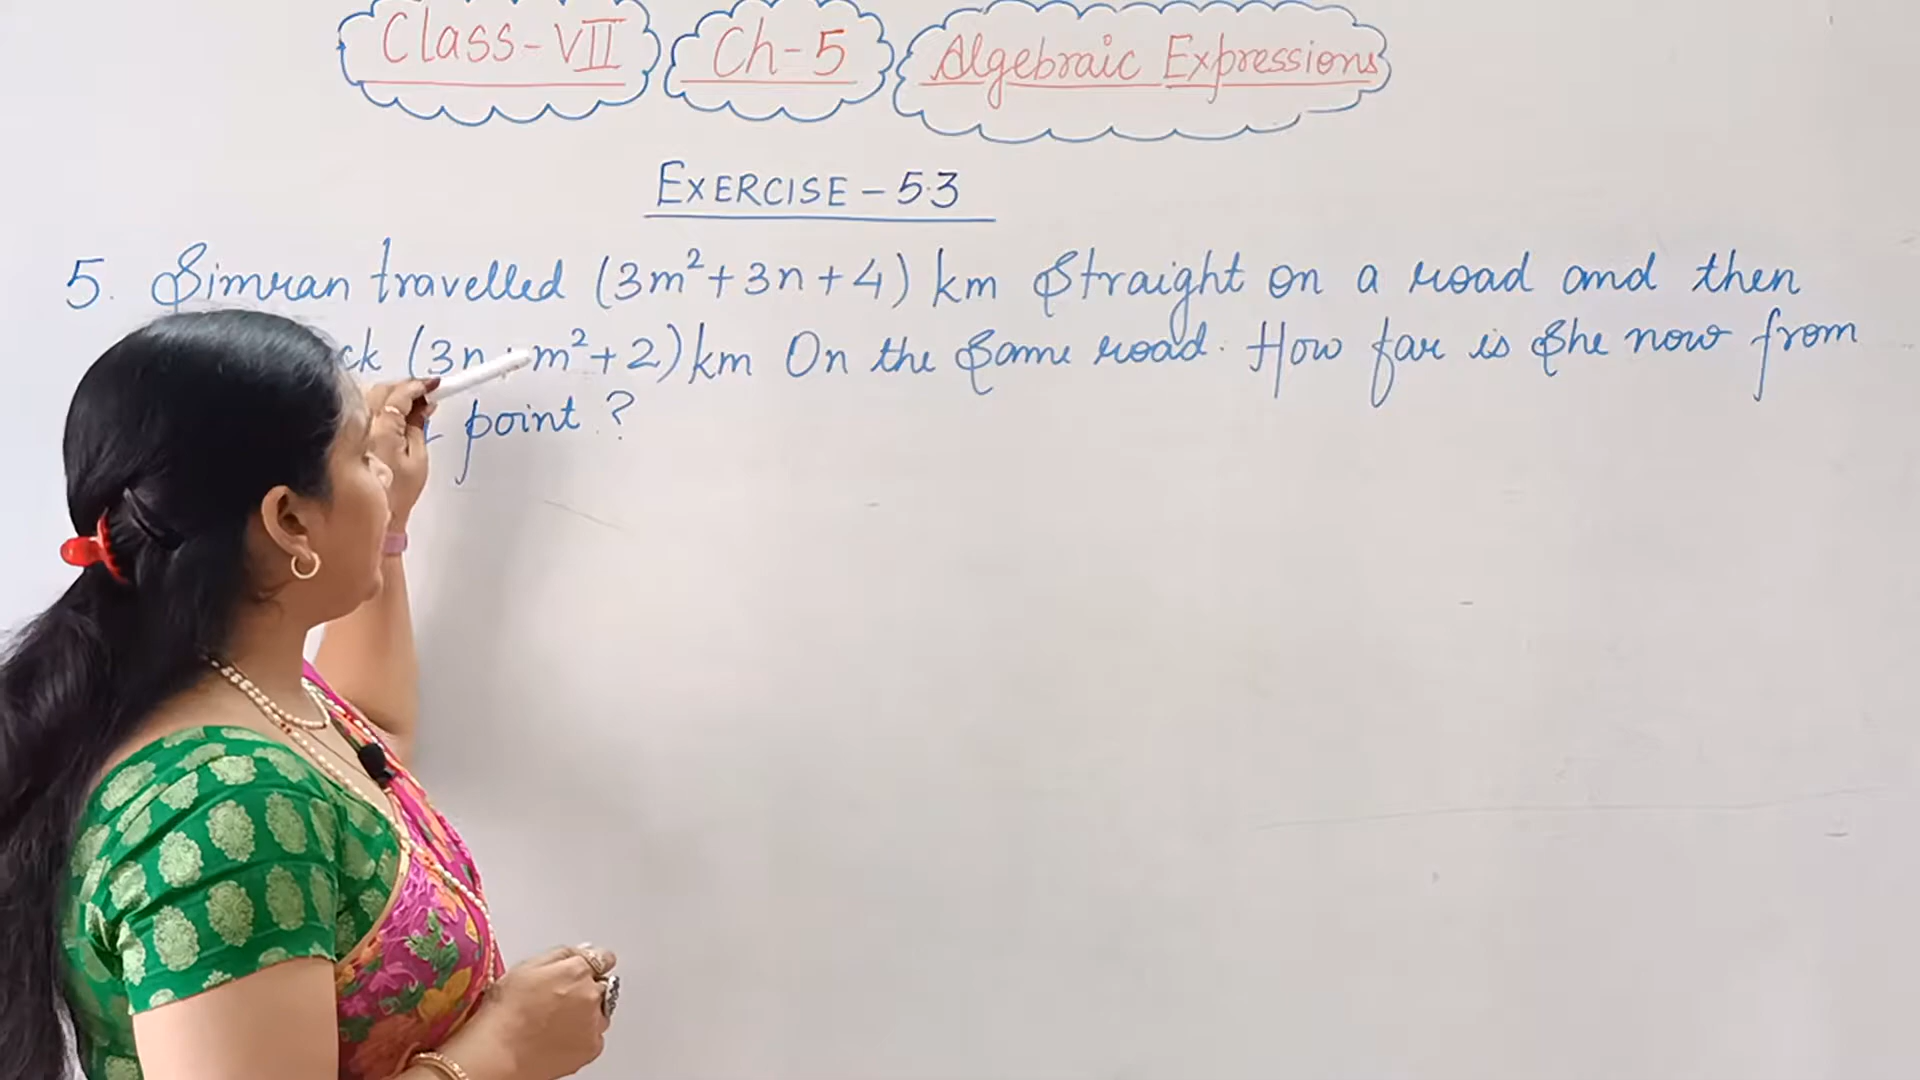 Class-VII Ch-5 Algebraic Expressions
EXERCISE-5.3
5. Simran travelled (3m²+3n+4) km straight on a road and then
ck (3n m²+2)km On the same road. How far is she now from
point ?